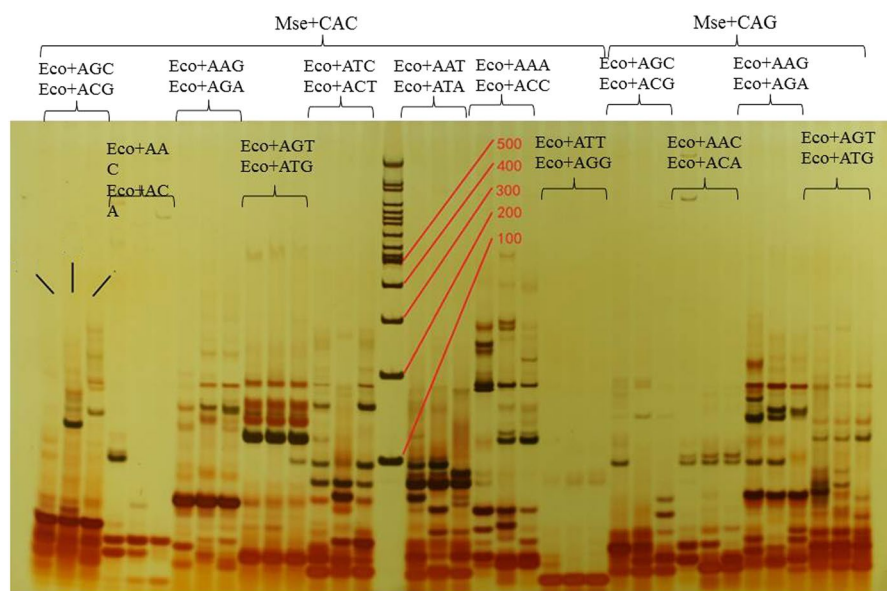 Mse+CAC
Mse+CAG
Eco+AGC
Eco+ACG
Eco+AAG
Eco+AGA
Eco+ATC
Eco+ACT
Eco+AAT
Eco+ATA
Eco+AAA
Eco+ACC
Eco+AGC
Eco+ACG
Eco+AAG
Eco+AGA
Eco+AA
C
Eco+AC
A
Eco+AGT
Eco+ATG
Eco+ATT
Eco+AGG
Eco+AAC
Eco+ACA
Eco+AGT
Eco+ATG
500
400
300
200
100